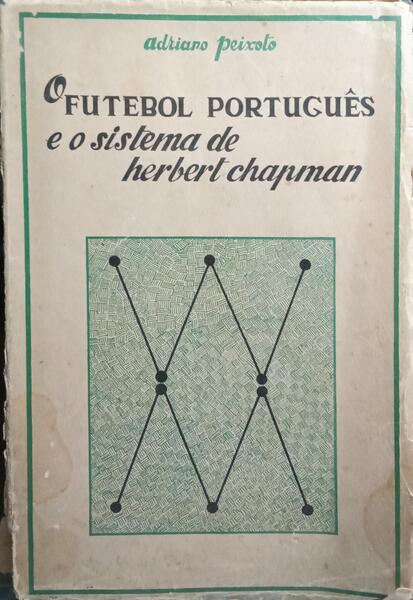 adriano peixoto
O FUTEBOL PORTUGUÊS
e o sistema de
herbert chapman